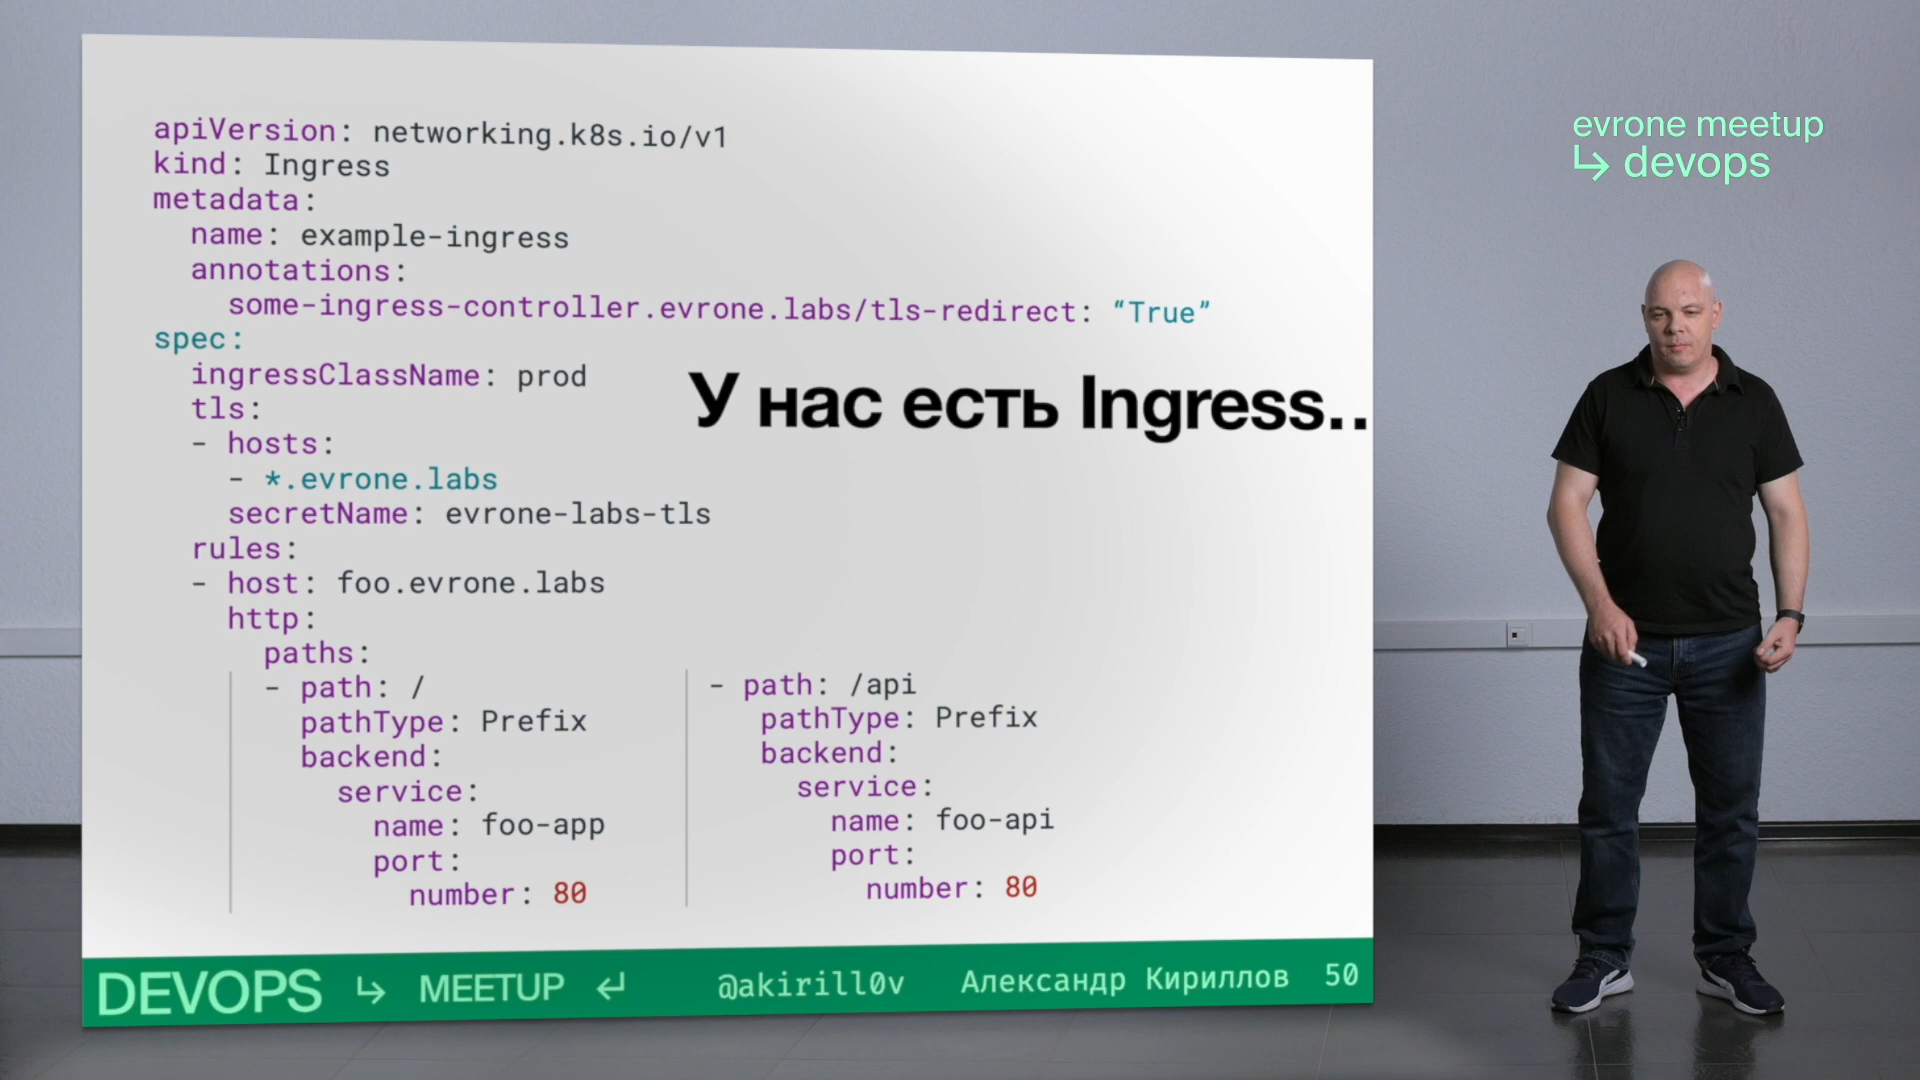 apiVersion: networking.k8s.io/v1
kind: Ingress
metadata:
  name: example-ingress
  annotations:
    some-ingress-controller.evrone.labs/tls-redirect: “True”
spec:
  ingressClassName: prod
  tls:
  - hosts:
    - *.evrone.labs
    secretName: evrone-labs-tls
  rules:
  - host: foo.evrone.labs
    http:
      paths:
      - path: /
        pathType: Prefix
        backend:
          service:
            name: foo-app
            port:
              number: 80
- path: /api
  pathType: Prefix
  backend:
    service:
      name: foo-api
      port:
        number: 80
У нас есть Ingress..
DEVOPS ↳ MEETUP ↲ @akirill0v Александр Кириллов 50
evrone meetup
↳ devops